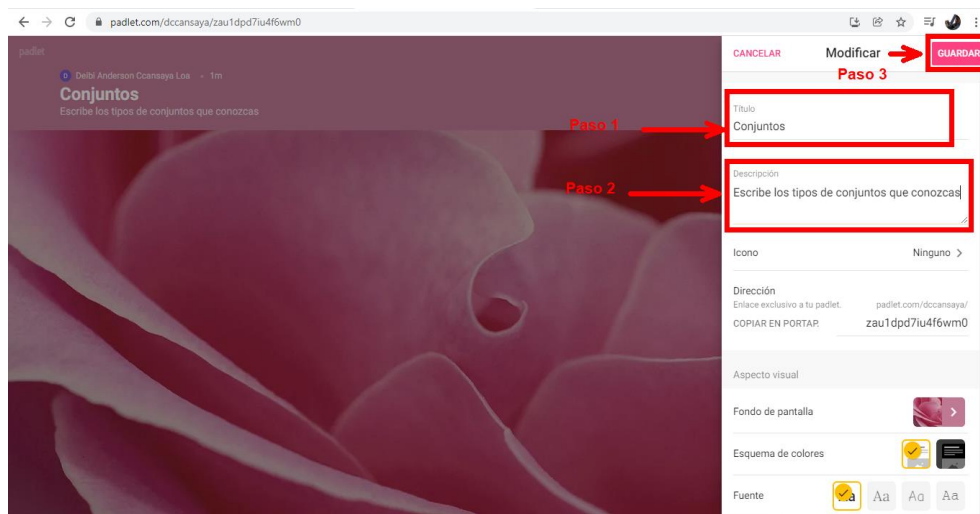 padlet.com/dccansaya/zau1dpd7iu4f6wm0
padlet
D Deibi Anderson Ccansaya Loa • 1m
Conjuntos
Escribe los tipos de conjuntos que conozcas
CANCELAR Modificar GUARDAR
Paso 3
Paso 1
Título
Conjuntos
Paso 2
Descripción
Escribe los tipos de conjuntos que conozcas
Icono Ninguno >
Dirección
Enlace exclusivo a tu padlet. padlet.com/dccansaya/
COPIAR EN PORTAP. zau1dpd7iu4f6wm0
Aspecto visual
Fondo de pantalla
Esquema de colores
Fuente Aa Aa Aa Aa